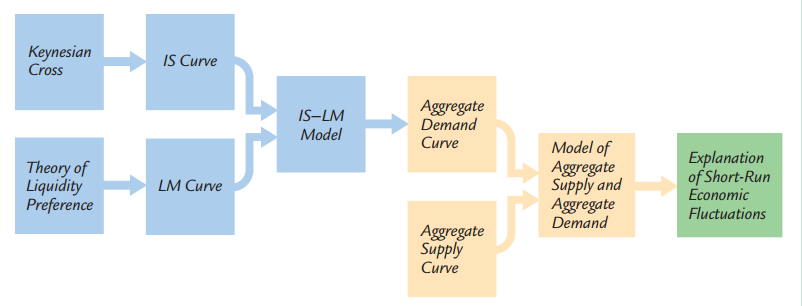 Keynesian
Cross
IS Curve
Theory of
Liquidity
Preference
LM Curve
IS–LM
Model
Aggregate
Demand
Curve
Aggregate
Supply
Curve
Model of
Aggregate
Supply and
Aggregate
Demand
Explanation
of Short-Run
Economic
Fluctuations